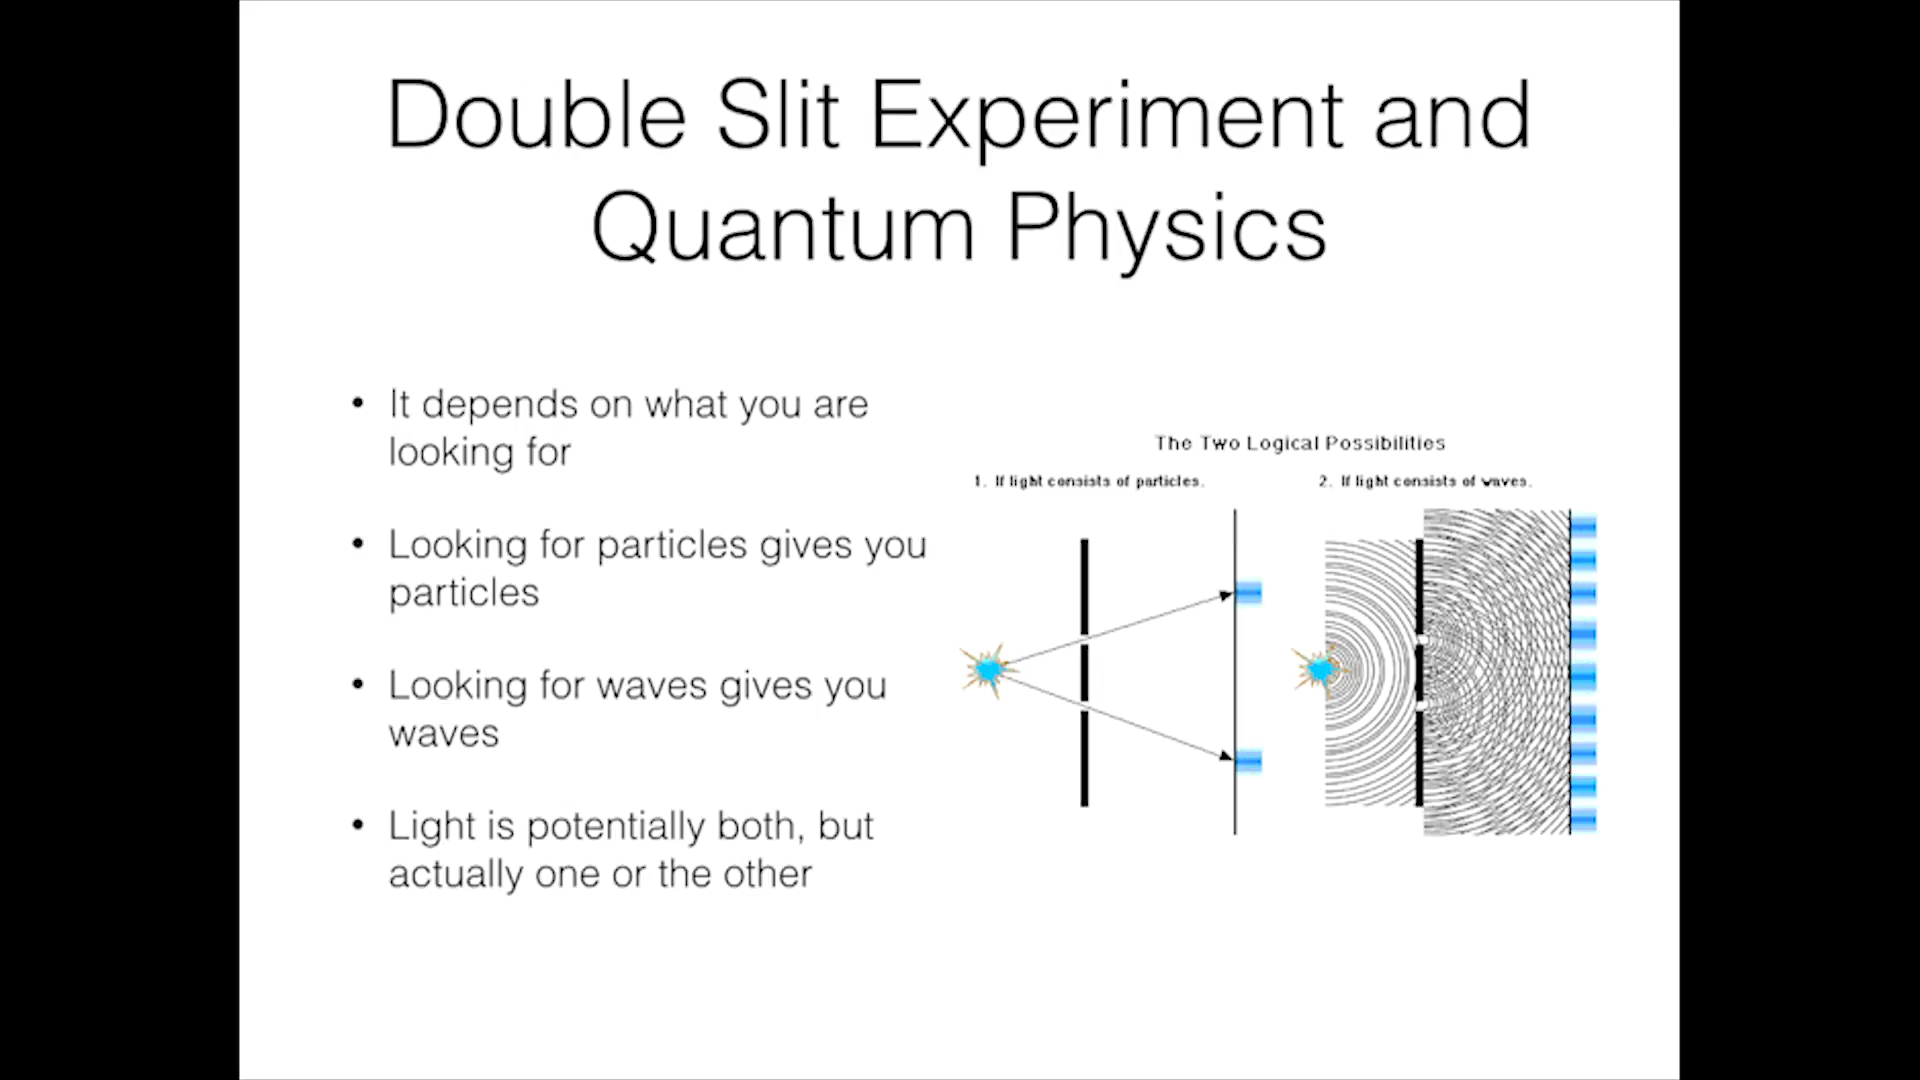 Double Slit Experiment and
Quantum Physics
• It depends on what you are
looking for
• Looking for particles gives you
particles
• Looking for waves gives you
waves
• Light is potentially both, but
actually one or the other
The Two Logical Possibilities
1. If light consists of particles.
2. If light consists of waves.